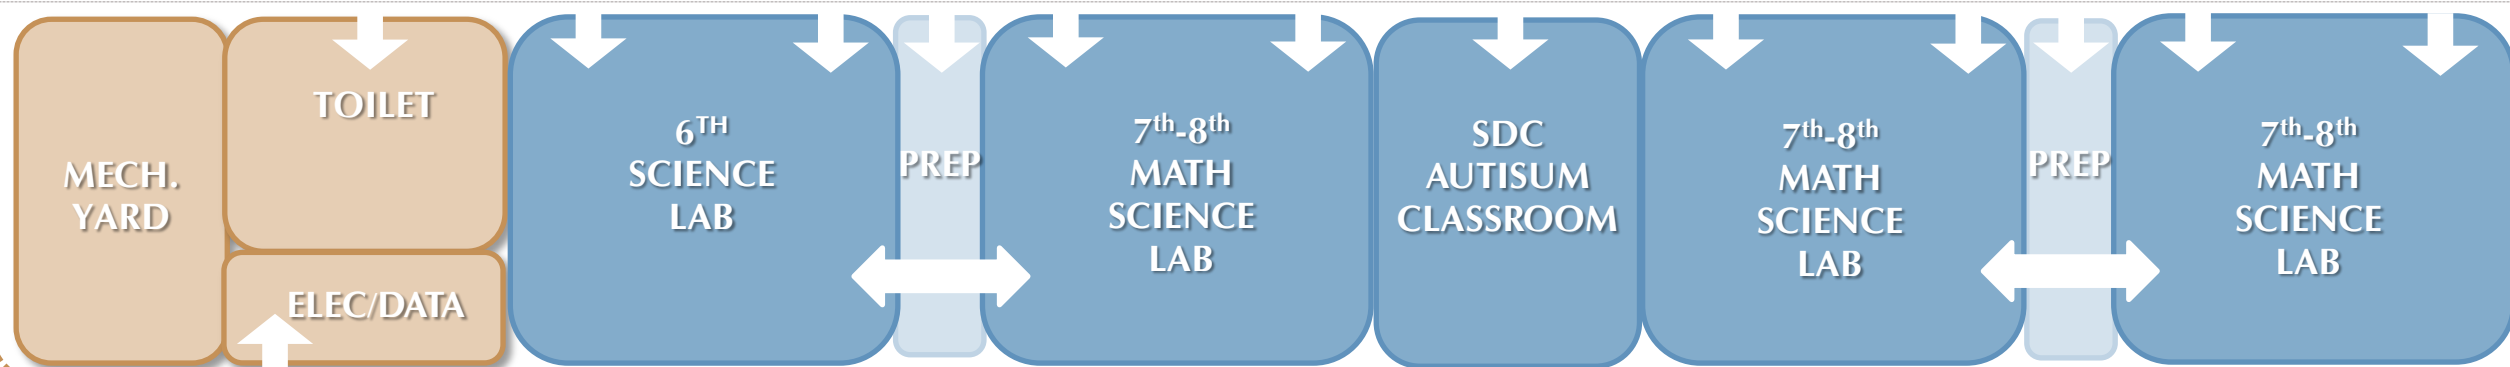 MECH.
YARD
TOILET
ELEC/DATA
6TH
SCIENCE
LAB
PREP
7th-8th
MATH
SCIENCE
LAB
SDC
AUTISUM
CLASSROOM
7th-8th
MATH
SCIENCE
LAB
PREP
7th-8th
MATH
SCIENCE
LAB